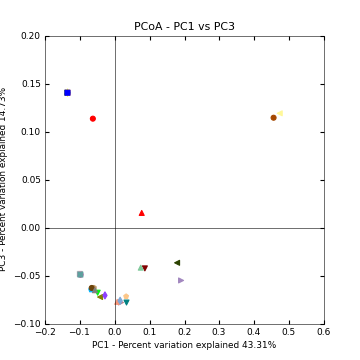 PCoA - PC1 vs PC3
0.20
0.15
0.10
0.05
0.00
−0.05
−0.10
PC3 - Percent variation explained 14.73%
−0.2 −0.1 0.0 0.1 0.2 0.3 0.4 0.5 0.6
PC1 - Percent variation explained 43.31%